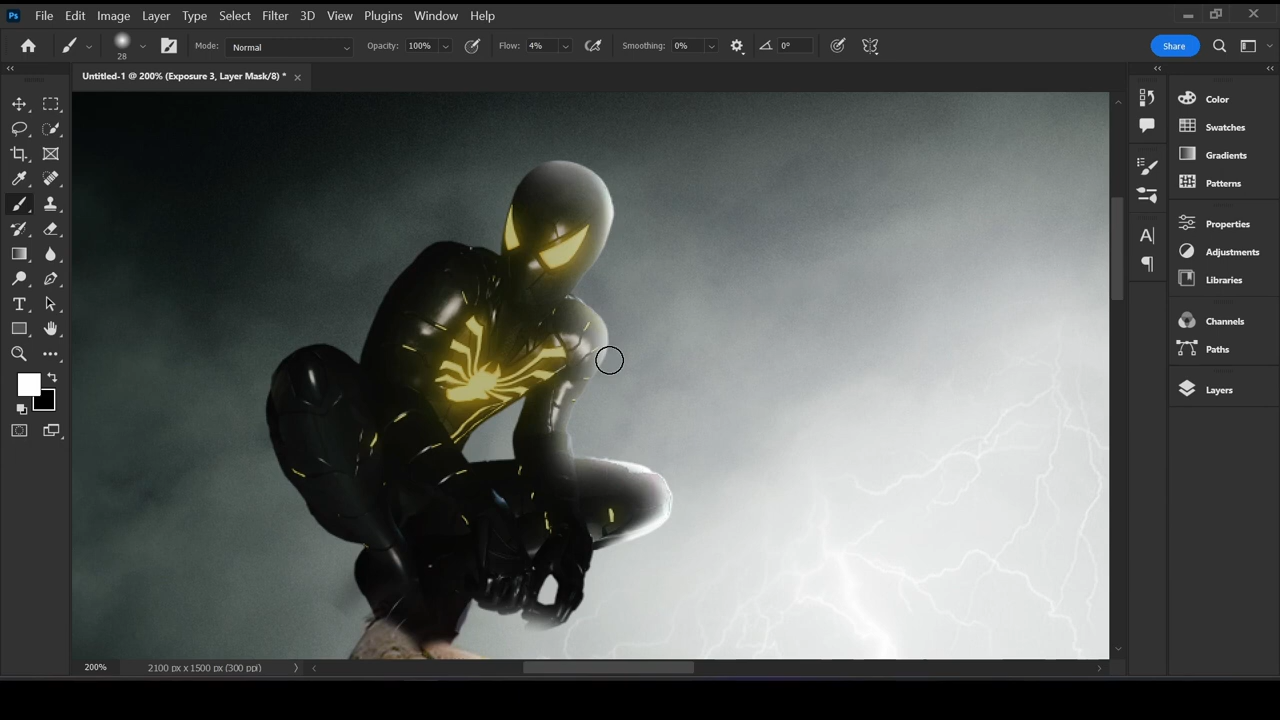 Ps File Edit Image Layer Type Select Filter 3D View Plugins Window Help
28 Mode: Normal Opacity: 100% Flow: 4% Smoothing: 0% 0° Share
Untitled-1 @ 200% (Exposure 3, Layer Mask/8) *
Color
Swatches
Gradients
Patterns
Properties
Adjustments
Libraries
Channels
Paths
Layers
200% 2100 px x 1500 px (300 ppi)